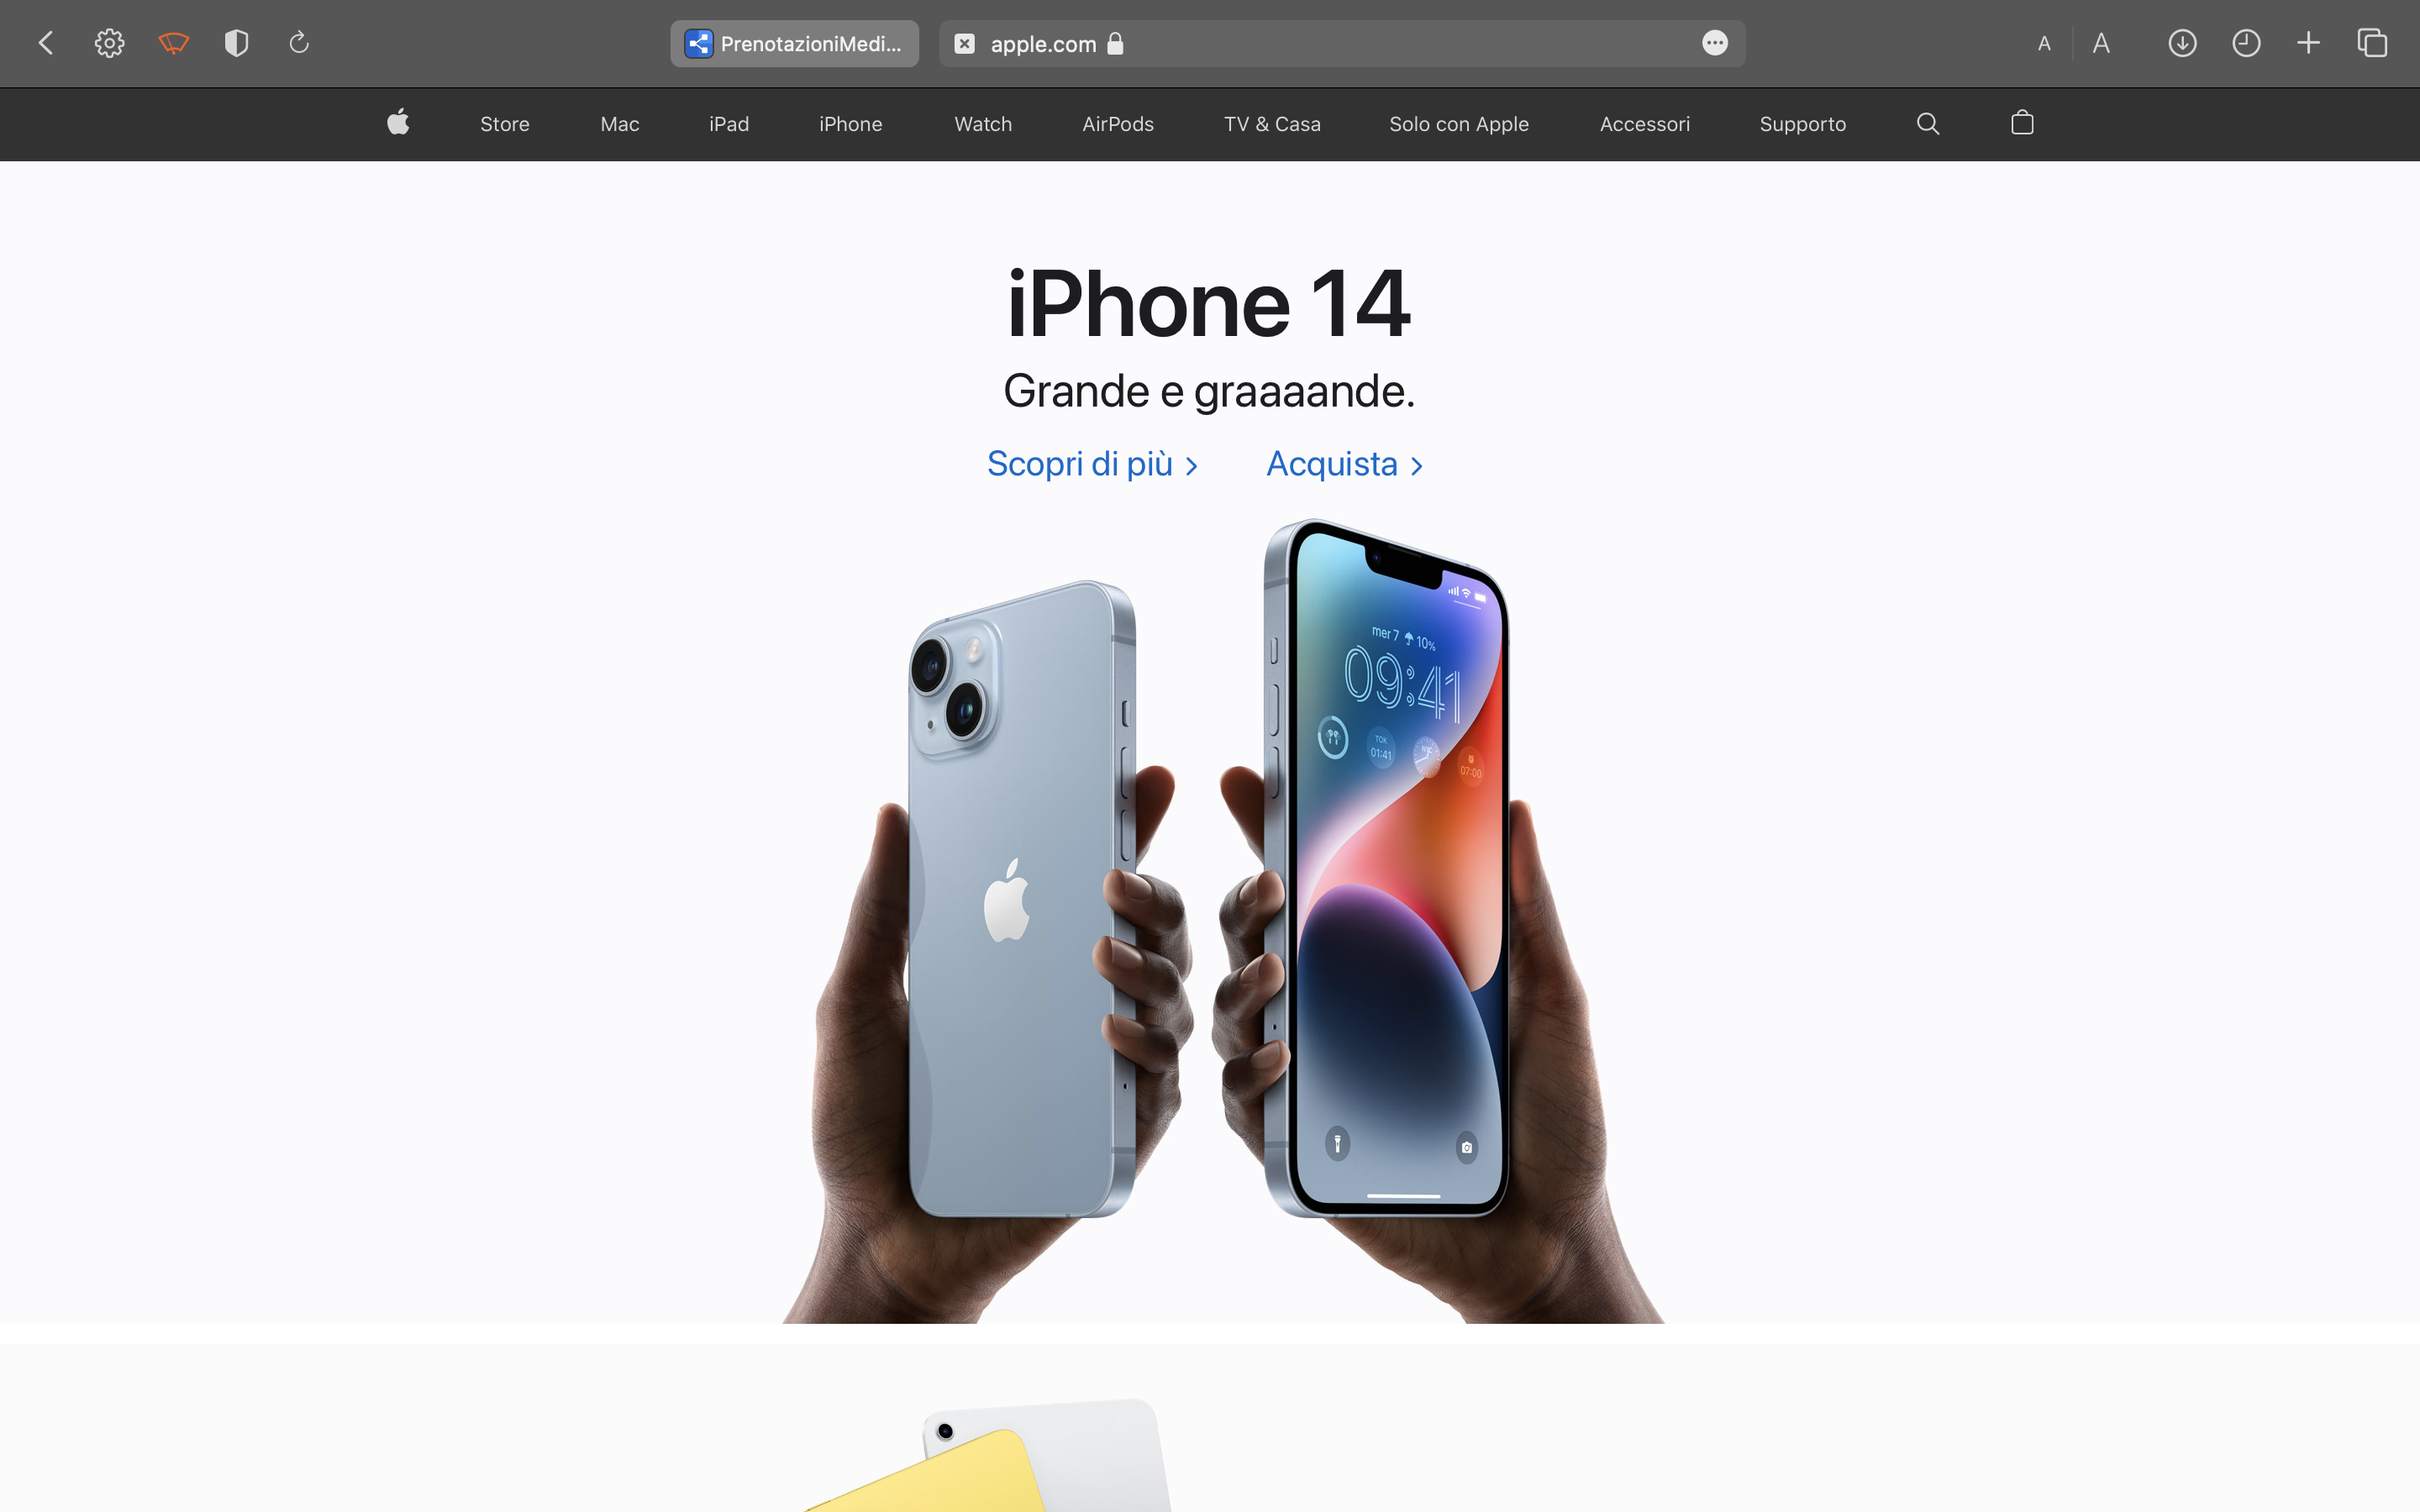 PrenotazioniMedi...
apple.com
A
A
Store
Mac
iPad
iPhone
Watch
AirPods
TV & Casa
Solo con Apple
Accessori
Supporto
iPhone 14
Grande e graaaande.
Scopri di più >
Acquista >
mer 7 10%
09:41
TOK
01:41
NYC
07:00